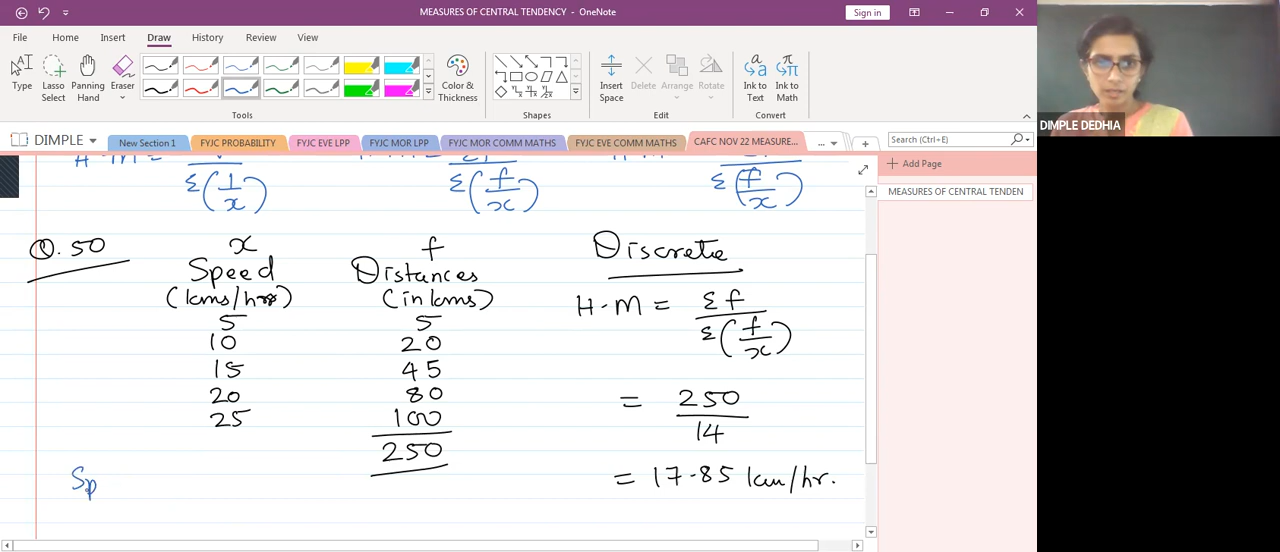 MEASURES OF CENTRAL TENDENCY - OneNote
Sign in
File Home Insert Draw History Review View
Type
Lasso Select
Panning Hand
Eraser
Color & Thickness
Insert Space
Delete
Arrange
Rotate
Ink to Text
Ink to Math
Tools
Shapes
Edit
Convert
DIMPLE DEDHIA
DIMPLE
New Section 1
FYJC PROBABILITY
FYJC EVE LPP
FYJC MOR LPP
FYJC MOR COMM MATHS
FYJC EVE COMM MATHS
CAFC NOV 22 MEASURE...
Search (Ctrl+E)
Add Page
MEASURES OF CENTRAL TENDEN
Σ(1/x)
Σ(f/x)
Σ(f/x)
Q. 50 x f Discrete
Speed Distances
(kms/hr) (in kms) H.M = Σf / Σ(f/x)
5 5
10 20
15 45
20 80 = 250/14
25 100
250
= 17.85 km/hr.
Sp